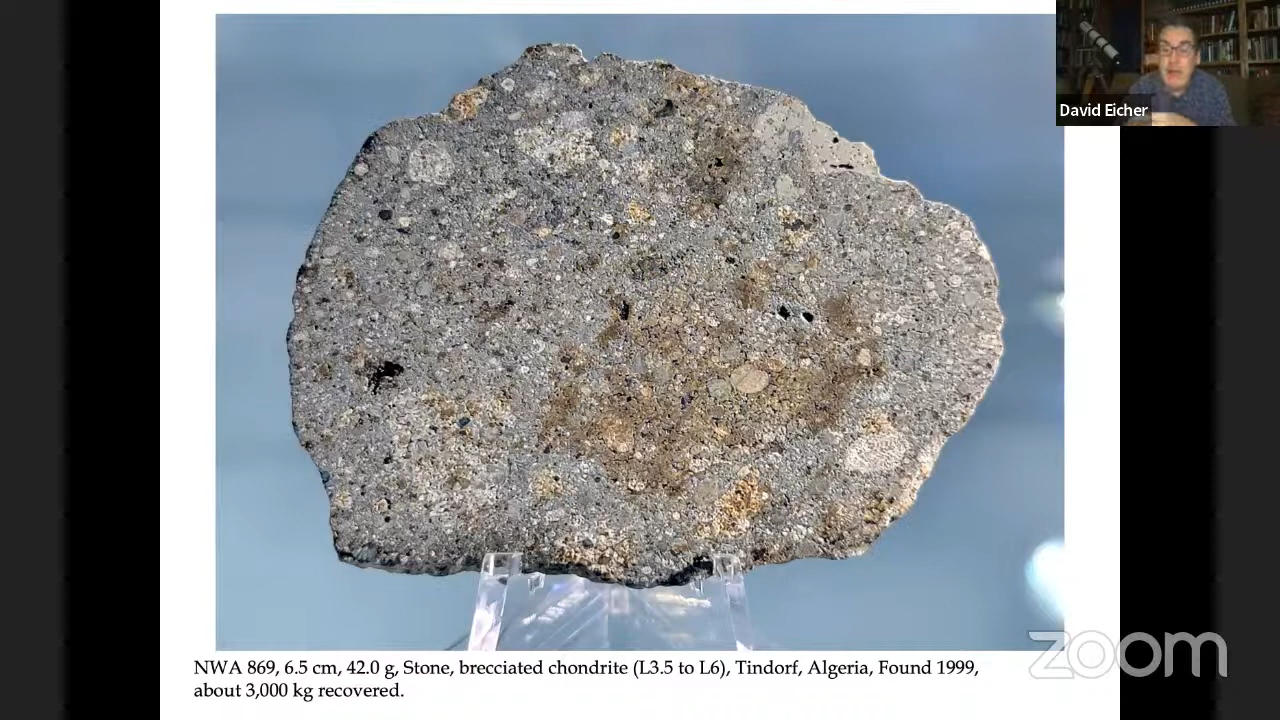 David Eicher
zoom
NWA 869, 6.5 cm, 42.0 g, Stone, brecciated chondrite (L3.5 to L6), Tindorf, Algeria, Found 1999,
about 3,000 kg recovered.